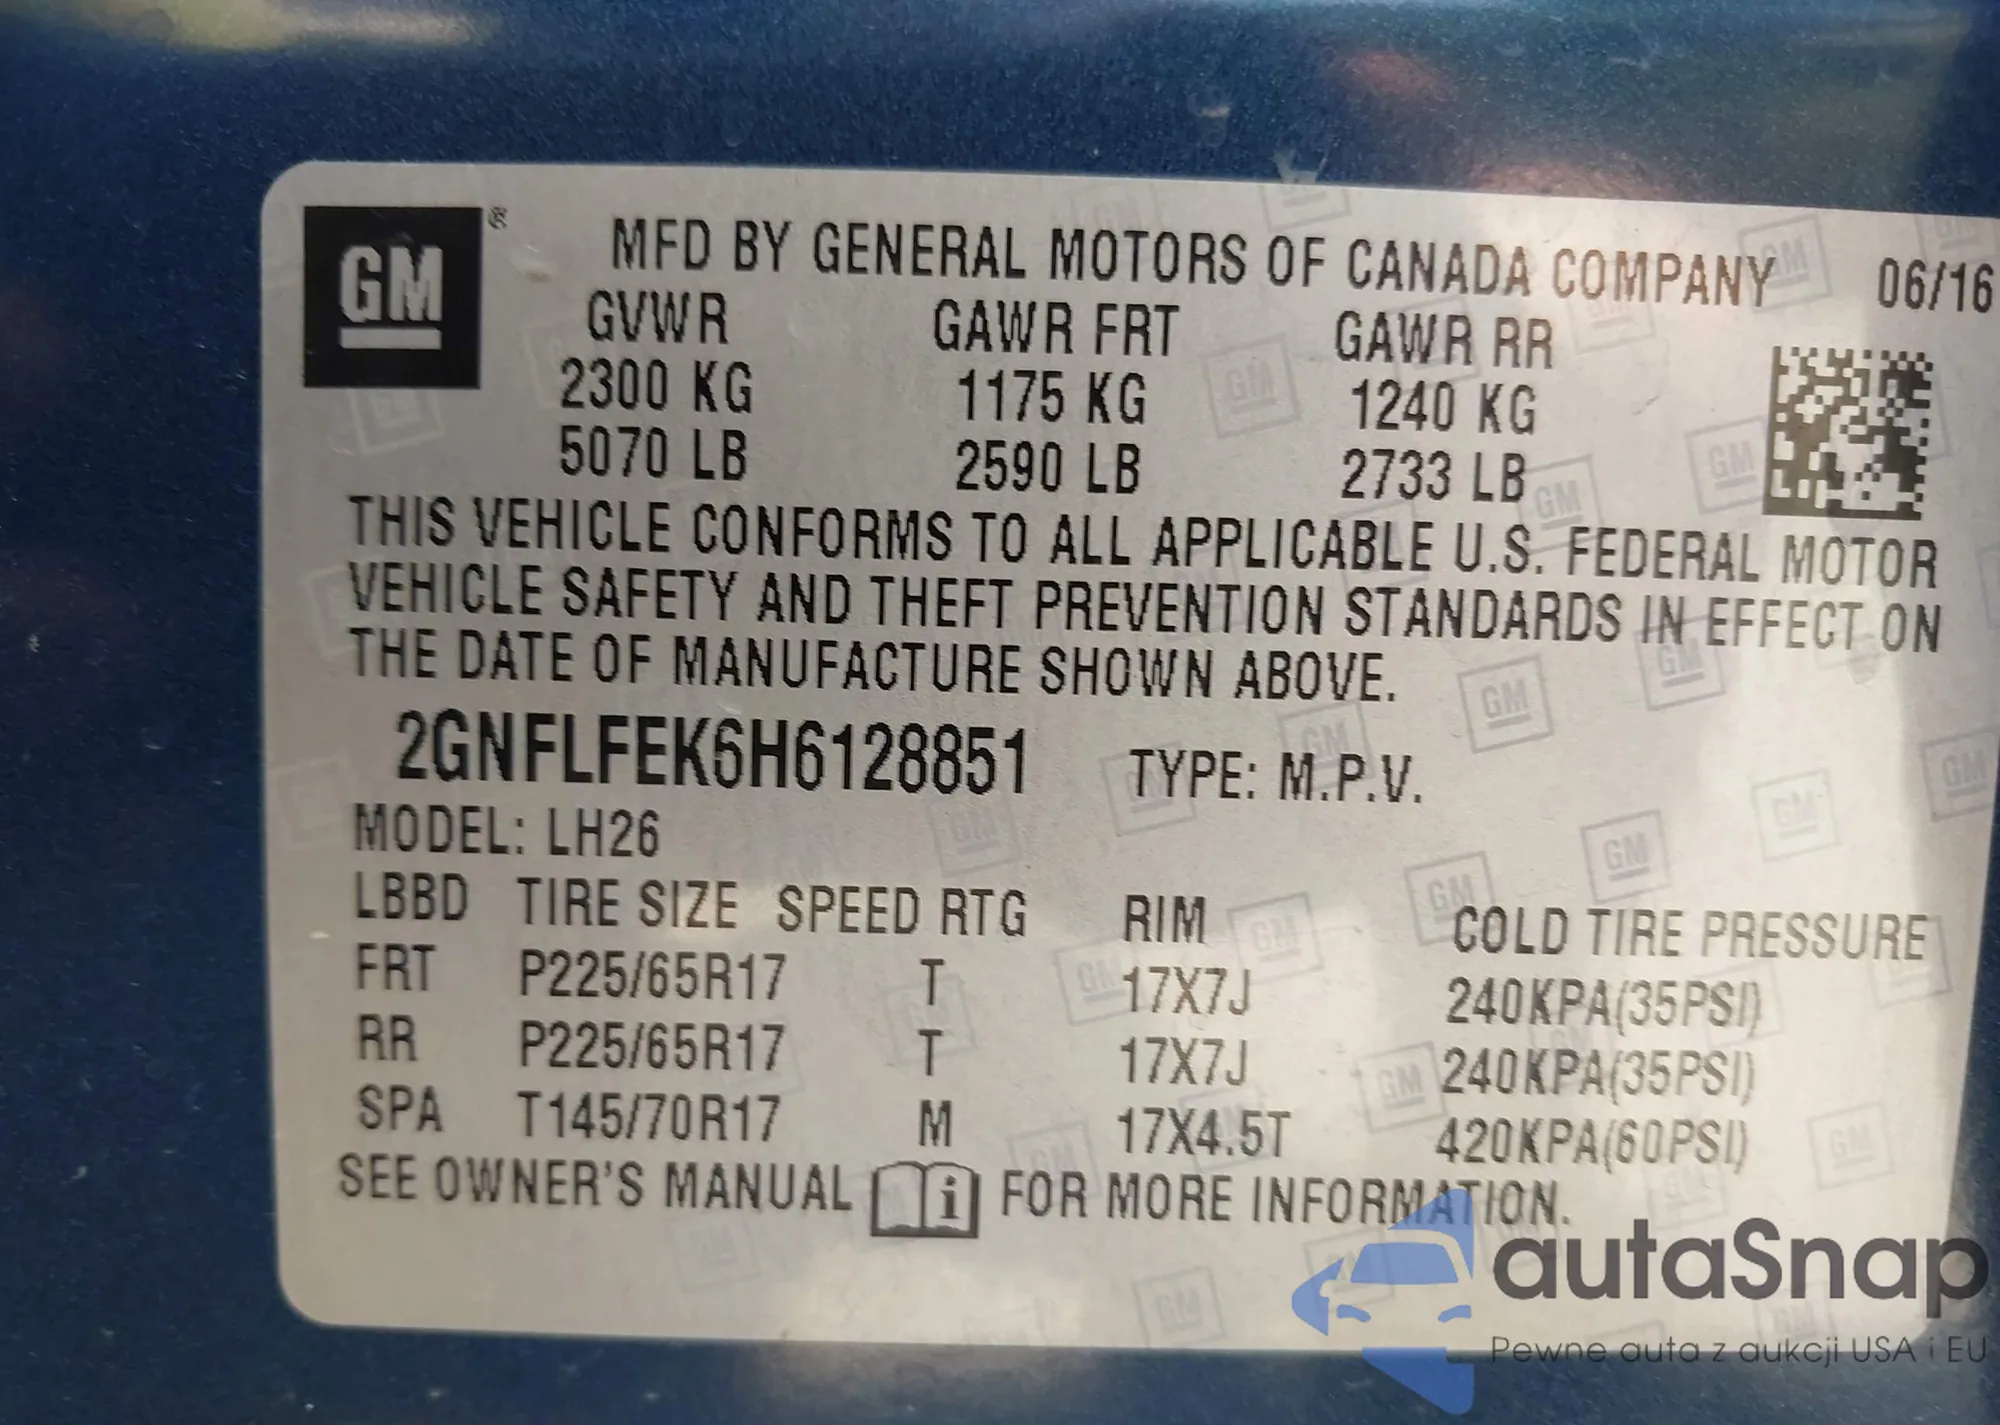 GM ®
MFD BY GENERAL MOTORS OF CANADA COMPANY 06/16
GVWR GAWR FRT GAWR RR
2300 KG 1175 KG 1240 KG
5070 LB 2590 LB 2733 LB
THIS VEHICLE CONFORMS TO ALL APPLICABLE U.S. FEDERAL MOTOR
VEHICLE SAFETY AND THEFT PREVENTION STANDARDS IN EFFECT ON
THE DATE OF MANUFACTURE SHOWN ABOVE.
2GNFLFEK6H6128851 TYPE: M.P.V.
MODEL: LH26
LBBD TIRE SIZE SPEED RTG RIM COLD TIRE PRESSURE
FRT P225/65R17 T 17X7J 240KPA(35PSI)
RR P225/65R17 T 17X7J 240KPA(35PSI)
SPA T145/70R17 M 17X4.5T 420KPA(60PSI)
SEE OWNER'S MANUAL i FOR MORE INFORMATION.
autaSnap
Pewne auta z aukcji USA i EU